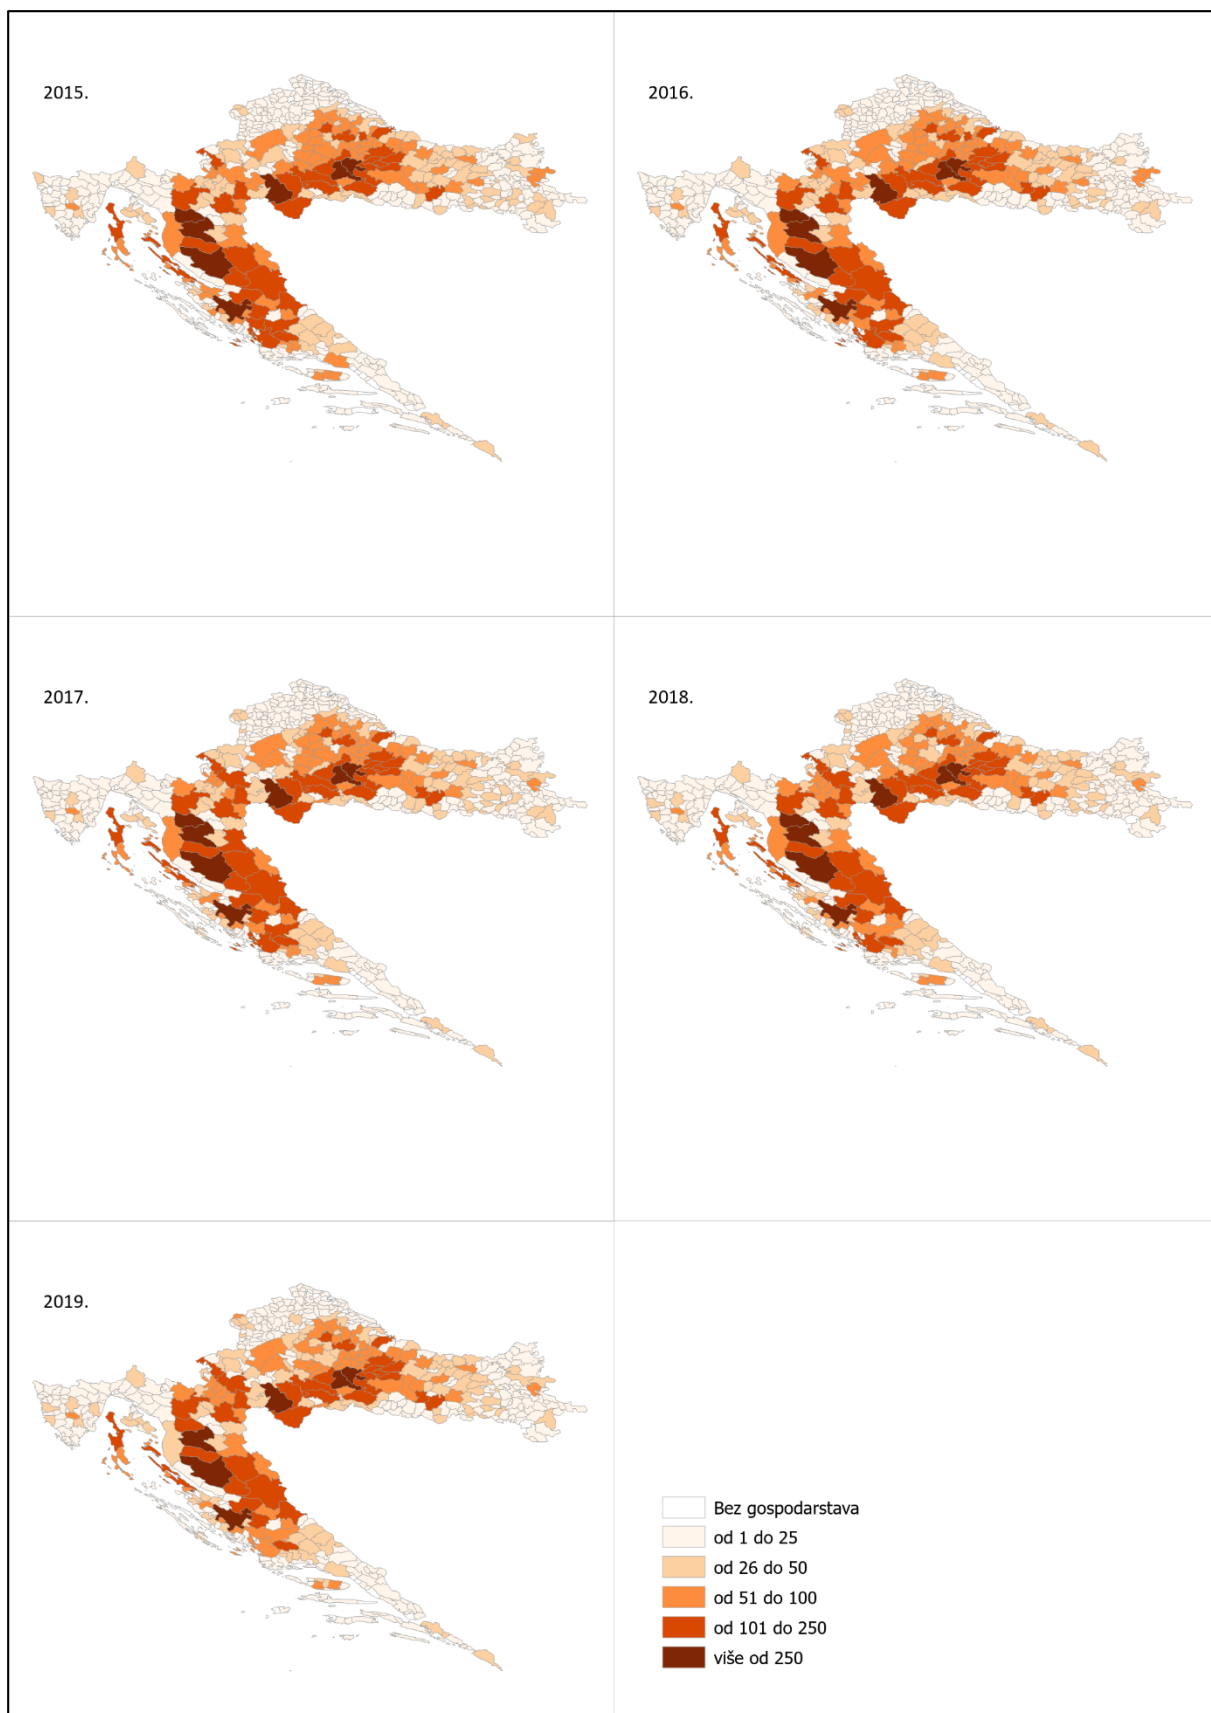 2015.
2016.
2017.
2018.
2019.
Bez gospodarstava
od 1 do 25
od 26 do 50
od 51 do 100
od 101 do 250
više od 250